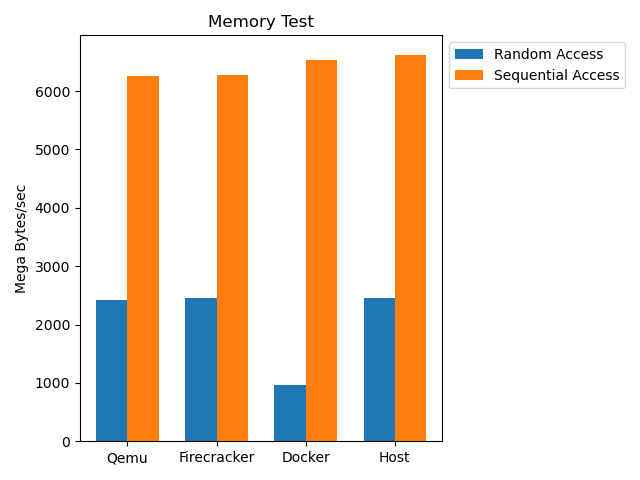 Memory Test
Random Access
Sequential Access
Mega Bytes/sec
6000
5000
4000
3000
2000
1000
0
Qemu Firecracker Docker Host